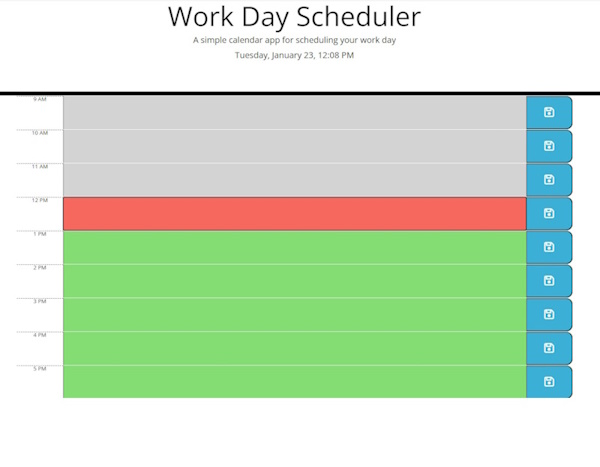 Work Day Scheduler
A simple calendar app for scheduling your work day
Tuesday, January 23, 12:08 PM
9 AM
10 AM
11 AM
12 PM
1 PM
2 PM
3 PM
4 PM
5 PM